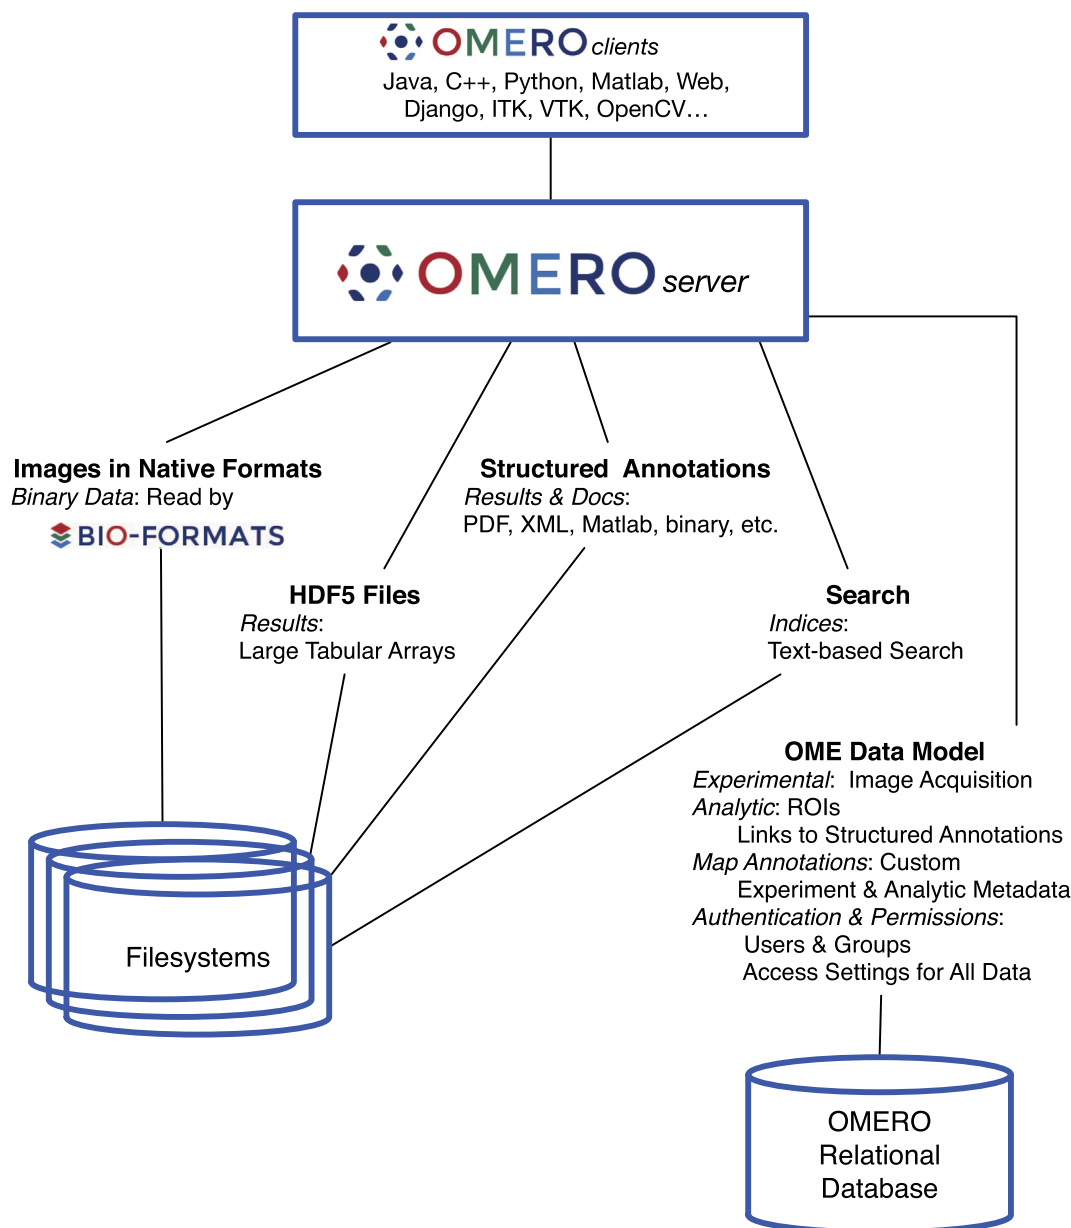 OMERO clients
Java, C++, Python, Matlab, Web,
Django, ITK, VTK, OpenCV...
OMERO server
Images in Native Formats
Binary Data: Read by
BIO-FORMATS
Structured Annotations
Results & Docs:
PDF, XML, Matlab, binary, etc.
HDF5 Files
Results:
Large Tabular Arrays
Search
Indices:
Text-based Search
OME Data Model
Experimental: Image Acquisition
Analytic: ROIs
Links to Structured Annotations
Map Annotations: Custom
Experiment & Analytic Metadata
Authentication & Permissions:
Users & Groups
Access Settings for All Data
Filesystems
OMERO
Relational
Database